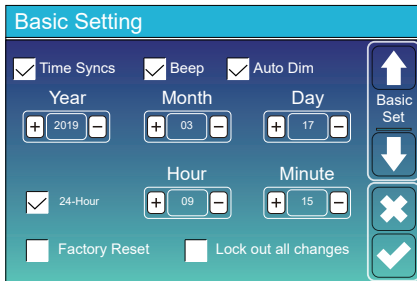 Basic Setting
Time Syncs Beep Auto Dim
Year Month Day
+ 2019 − + 03 − + 17 −
Basic
Set
Hour Minute
24-Hour + 09 − + 15 −
Factory Reset Lock out all changes